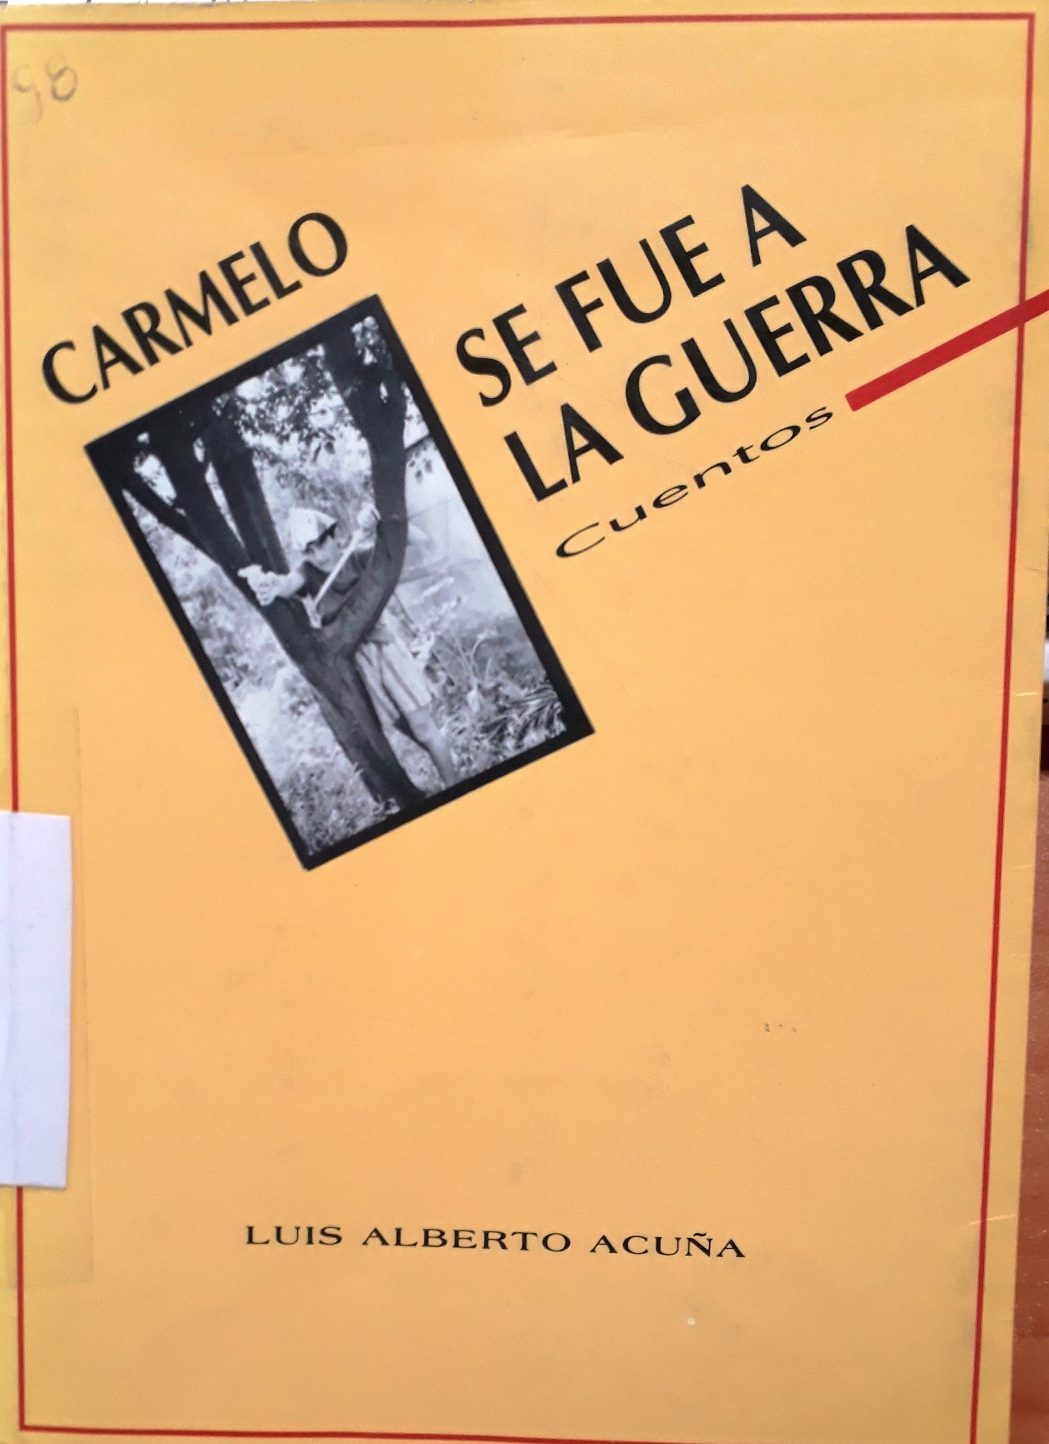 98
CARMELO
SE FUE A
LA GUERRA
Cuentos
LUIS ALBERTO ACUÑA